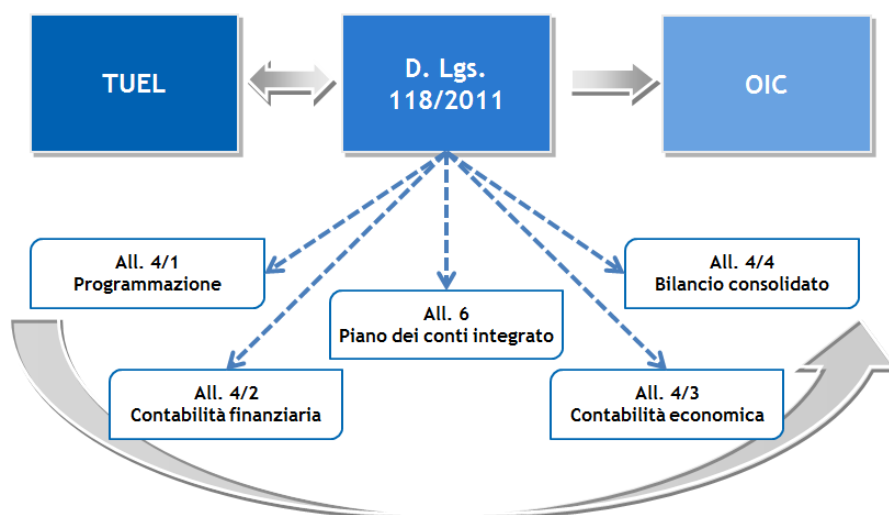 TUEL
D. Lgs.
118/2011
OIC
All. 4/1
Programmazione
All. 4/4
Bilancio consolidato
All. 6
Piano dei conti integrato
All. 4/2
Contabilità finanziaria
All. 4/3
Contabilità economica